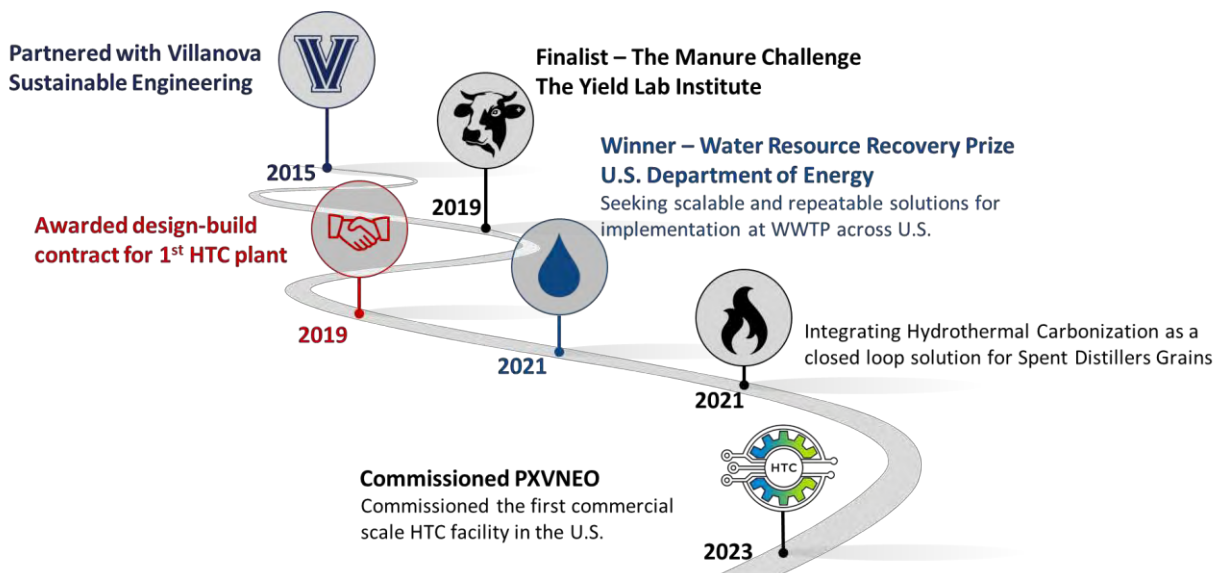 Partnered with Villanova
Sustainable Engineering
V
2015
Finalist – The Manure Challenge
The Yield Lab Institute
2019
Awarded design-build
contract for 1st HTC plant
2019
Winner – Water Resource Recovery Prize
U.S. Department of Energy
Seeking scalable and repeatable solutions for
implementation at WWTP across U.S.
2021
Integrating Hydrothermal Carbonization as a
closed loop solution for Spent Distillers Grains
2021
Commissioned PXVNEO
Commissioned the first commercial
scale HTC facility in the U.S.
HTC
2023